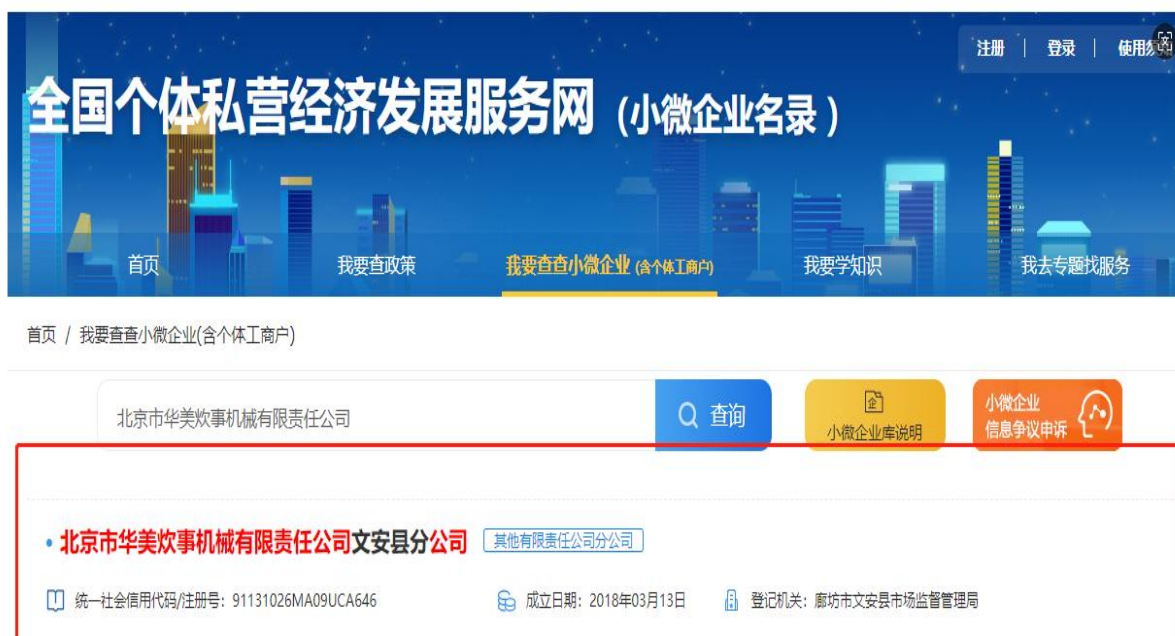 注册 | 登录 | 使用须
全国个体私营经济发展服务网（小微企业名录）
首页 我要查政策 我要查查小微企业(含个体工商户) 我要学知识 我去专题找服务
首页 / 我要查查小微企业(含个体工商户)
北京市华美炊事机械有限责任公司 查询 小微企业库说明 小微企业
信息争议申诉
• 北京市华美炊事机械有限责任公司文安县分公司 其他有限责任公司分公司
统一社会信用代码/注册号：91131026MA09UCA646 成立日期：2018年03月13日 登记机关：廊坊市文安县市场监督管理局